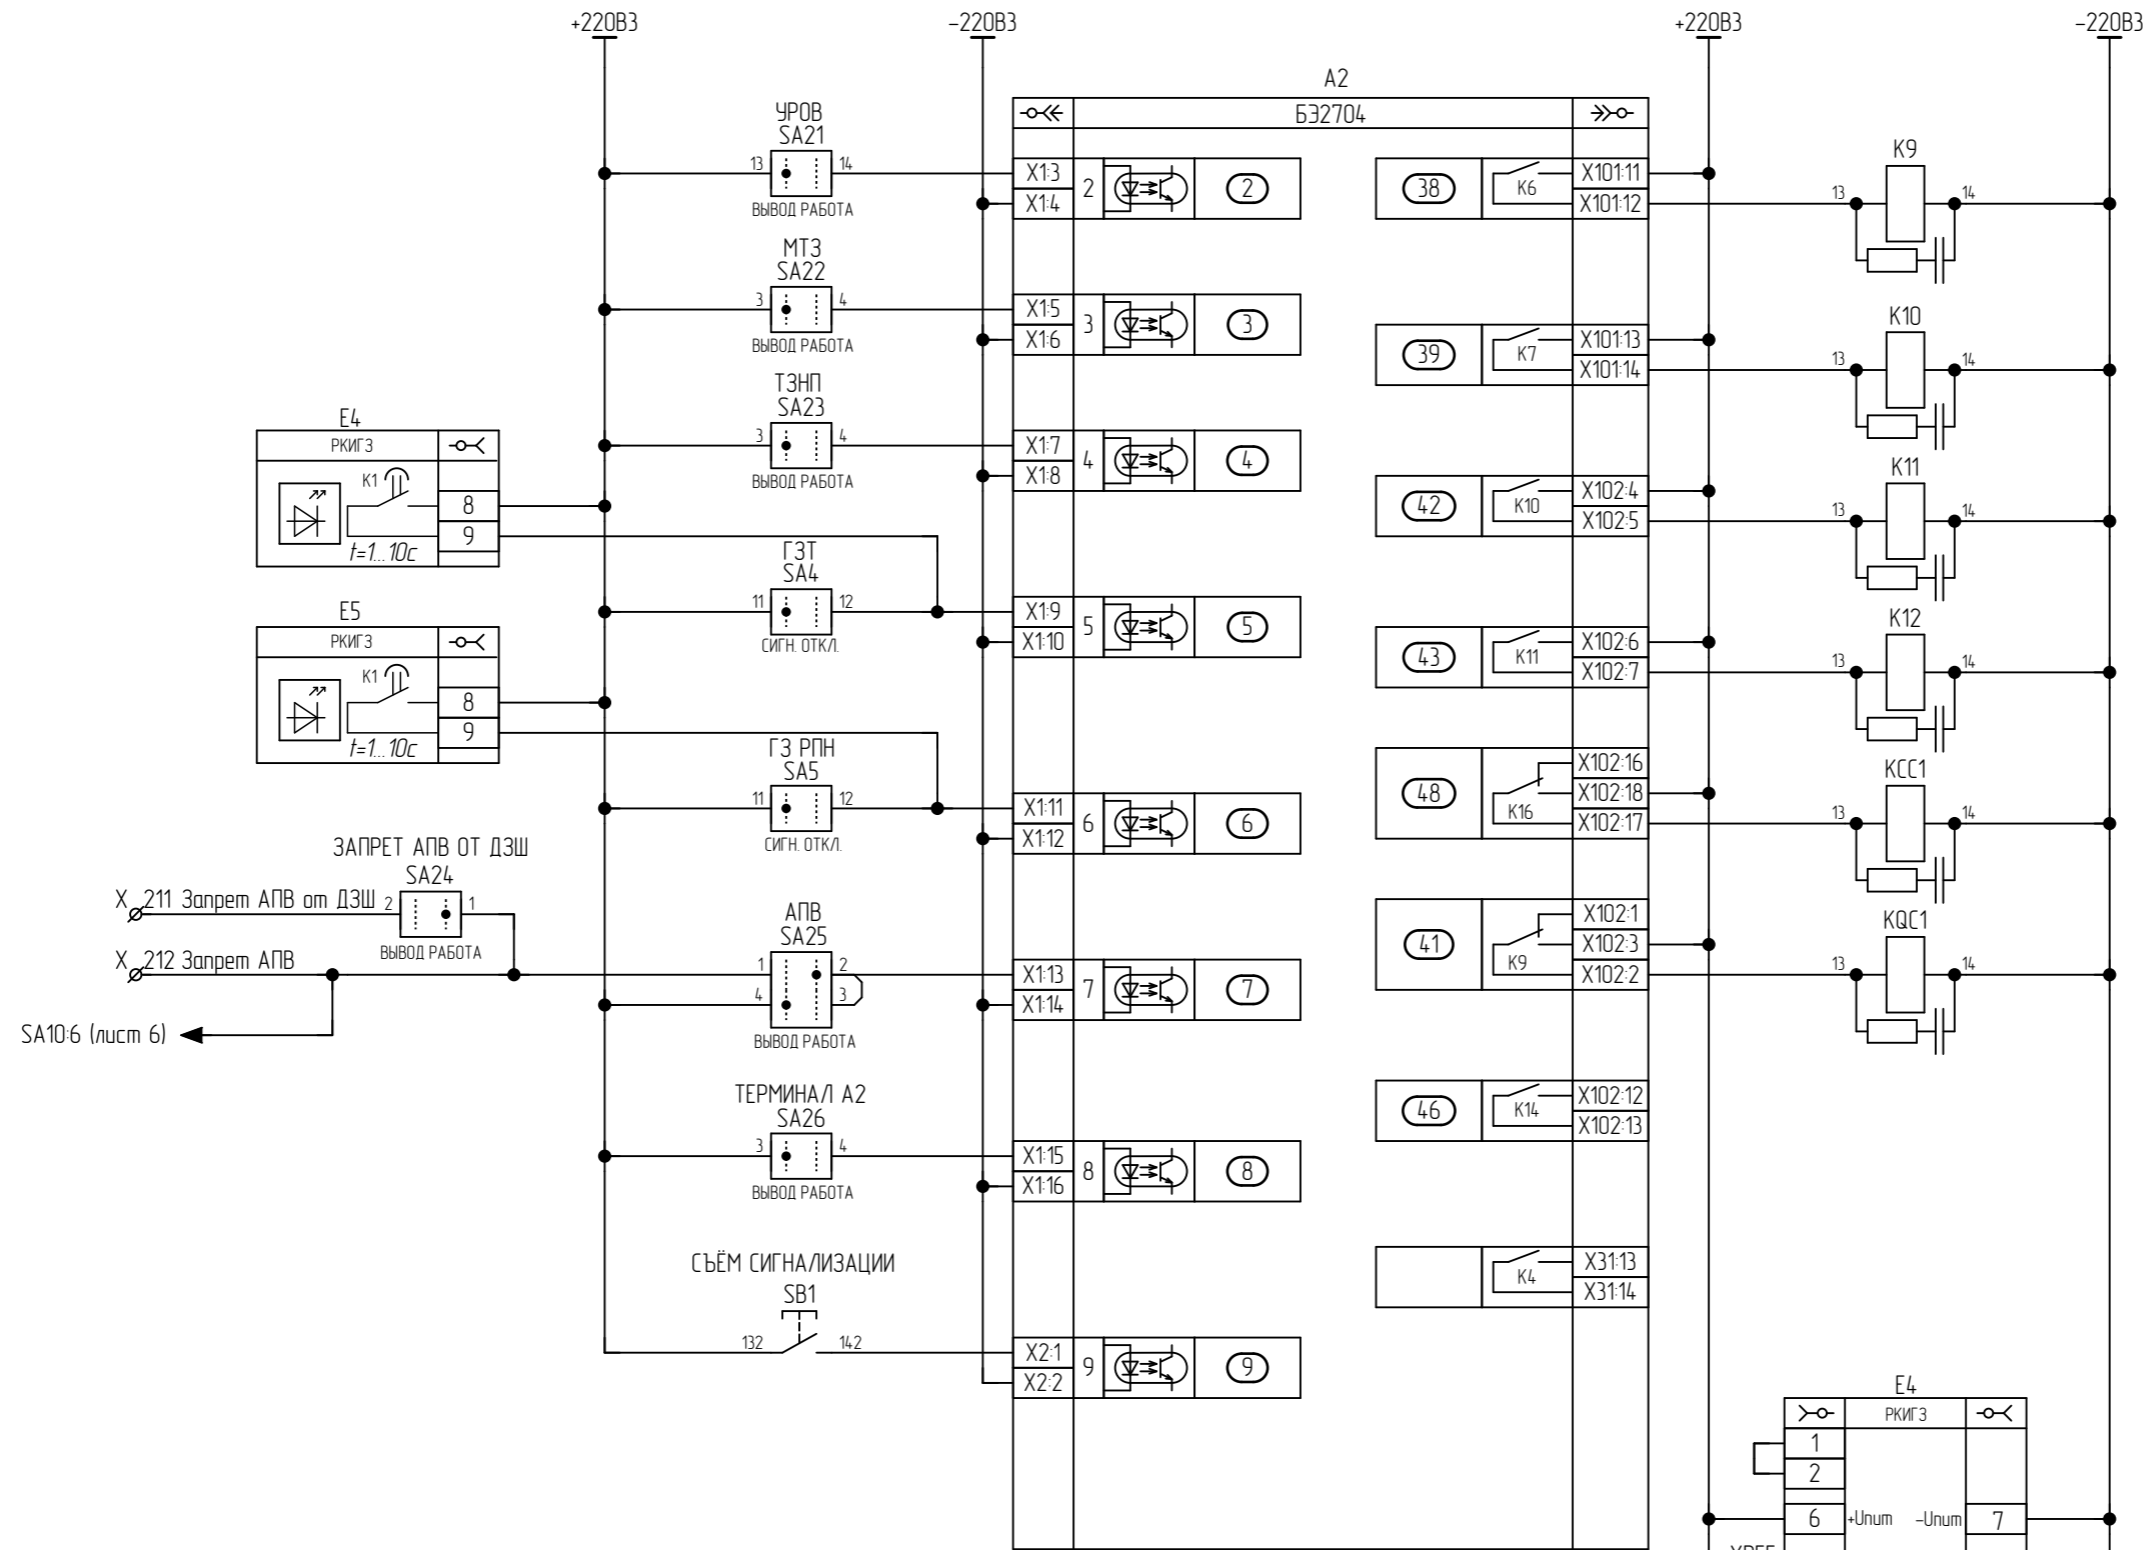 +220В3
-220В3
+220В3
-220В3
А2
БЭ2704
УРОВ
SA21
13
14
ВЫВОД РАБОТА
X1:3
X1:4
2
2
38
К6
X101:11
X101:12
К9
13
14
МТЗ
SA22
3
4
ВЫВОД РАБОТА
X1:5
X1:6
3
3
39
К7
X101:13
X101:14
К10
13
14
ТЗНП
SA23
3
4
ВЫВОД РАБОТА
X1:7
X1:8
4
4
42
К10
X102:4
X102:5
К11
13
14
Е4
РКИГЗ
К1
8
9
t=1...10с
ГЗТ
SA4
11
12
СИГН. ОТКЛ.
X1:9
X1:10
5
5
43
К11
X102:6
X102:7
К12
13
14
Е5
РКИГЗ
К1
8
9
t=1...10с
ГЗ РПН
SA5
11
12
СИГН. ОТКЛ.
X1:11
X1:12
6
6
48
К16
X102:16
X102:18
X102:17
КСС1
13
14
ЗАПРЕТ АПВ ОТ ДЗШ
SA24
X 211 Запрет АПВ от ДЗШ 2
1
ВЫВОД РАБОТА
X 212 Запрет АПВ
SA10:6 (лист 6)
АПВ
SA25
1
2
4
3
ВЫВОД РАБОТА
X1:13
X1:14
7
7
41
К9
X102:1
X102:3
X102:2
KQC1
13
14
ТЕРМИНАЛ А2
SA26
3
4
ВЫВОД РАБОТА
X1:15
X1:16
8
8
46
К14
X102:12
X102:13
СЪЁМ СИГНАЛИЗАЦИИ
SB1
132
142
X2:1
X2:2
9
9
К4
X31:13
X31:14
Е4
РКИГЗ
1
2
6
+Uпит
-Uпит
7